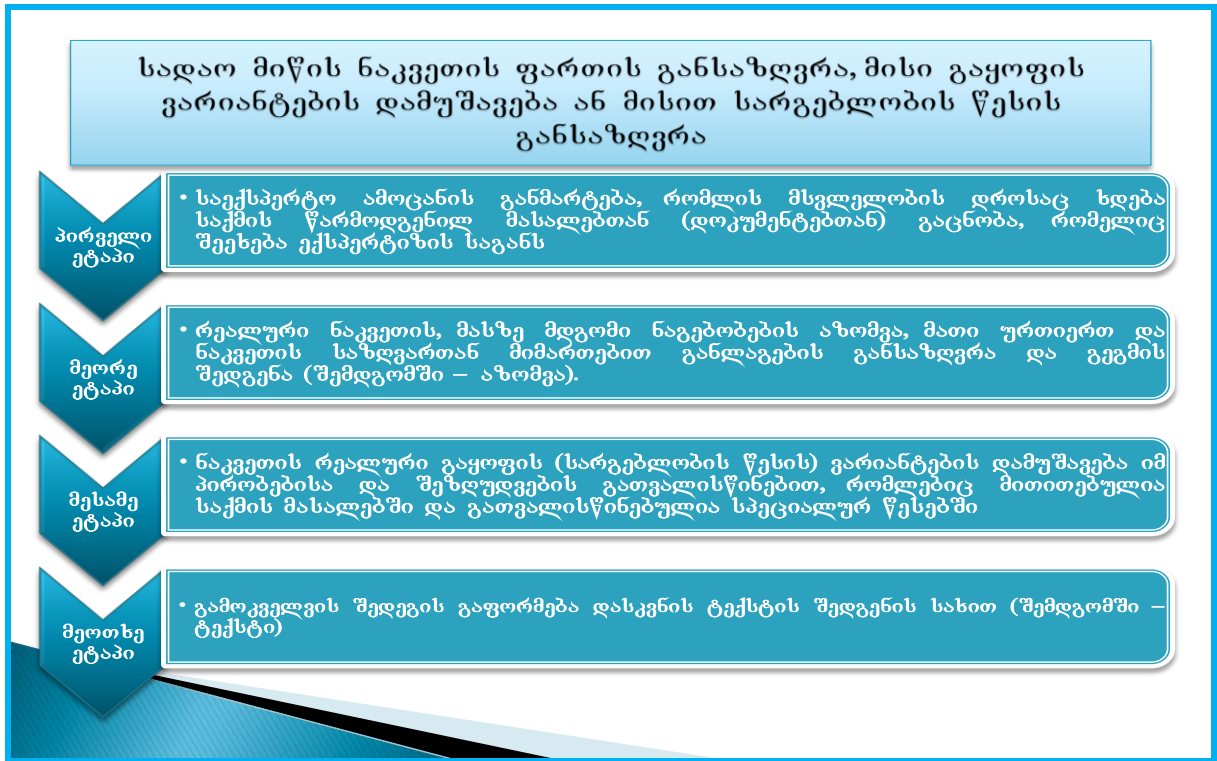 სადაო მიწის ნაკვეთის ფართის განსაზღვრა, მისი გაყოფის
ვარიანტების დამუშავება ან მისით სარგებლობის წესის
განსაზღვრა
პირველი
ეტაპი
• საექსპერტო ამოცანის განმარტება, რომლის მსვლელობის დროსაც ხდება
საქმის წარმოდგენილ მასალებთან (დოკუმენტებთან) გაცნობა, რომელიც
შეეხება ექსპერტიზის საგანს
მეორე
ეტაპი
• რეალური ნაკვეთის, მასზე მდგომი ნაგებობების აზომვა, მათი ურთიერთ და
ნაკვეთის საზღვართან მიმართებით განლაგების განსაზღვრა და გეგმის
შედგენა (შემდგომში – აზომვა).
მესამე
ეტაპი
• ნაკვეთის რეალური გაყოფის (სარგებლობის წესის) ვარიანტების დამუშავება იმ
პირობებისა და შეზღუდვების გათვალისწინებით, რომლებიც მითითებულია
საქმის მასალებში და გათვალისწინებულია სპეციალურ წესებში
მეოთხე
ეტაპი
• გამოკველვის შედეგის გაფორმება დასკვნის ტექსტის შედგენის სახით (შემდგომში –
ტექსტი)